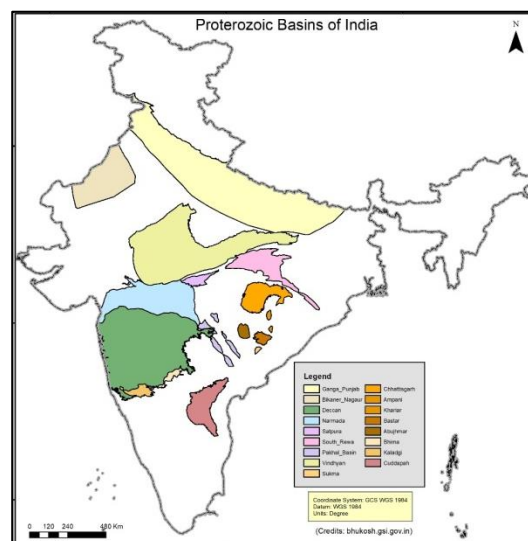 Proterozoic Basins of India
N
Legend
Ganga_Punjab
Bikaner_Nagaur
Deccan
Narmada
Satpura
South_Rewa
Pakhal_Basin
Vindhyan
Sukma
Chhattisgarh
Ampani
Khariar
Bastar
Abujhmar
Bhima
Kaladgi
Cuddapah
Coordinate System: GCS WGS 1984
Datum: WGS 1984
Units: Degree
(Credits: bhukosh.gsi.gov.in)
0 120 240 480 Km